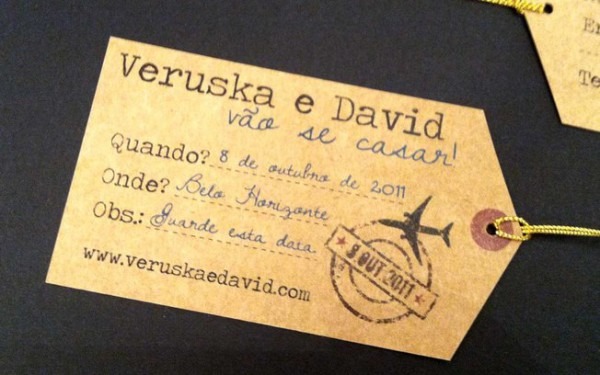 Veruska e David
vão se casar!
Quando? 8 de outubro de 2011
Onde? Belo Horizonte
Obs.: Guarde esta data
www.veruskaedavid.com
8 OUT 2011